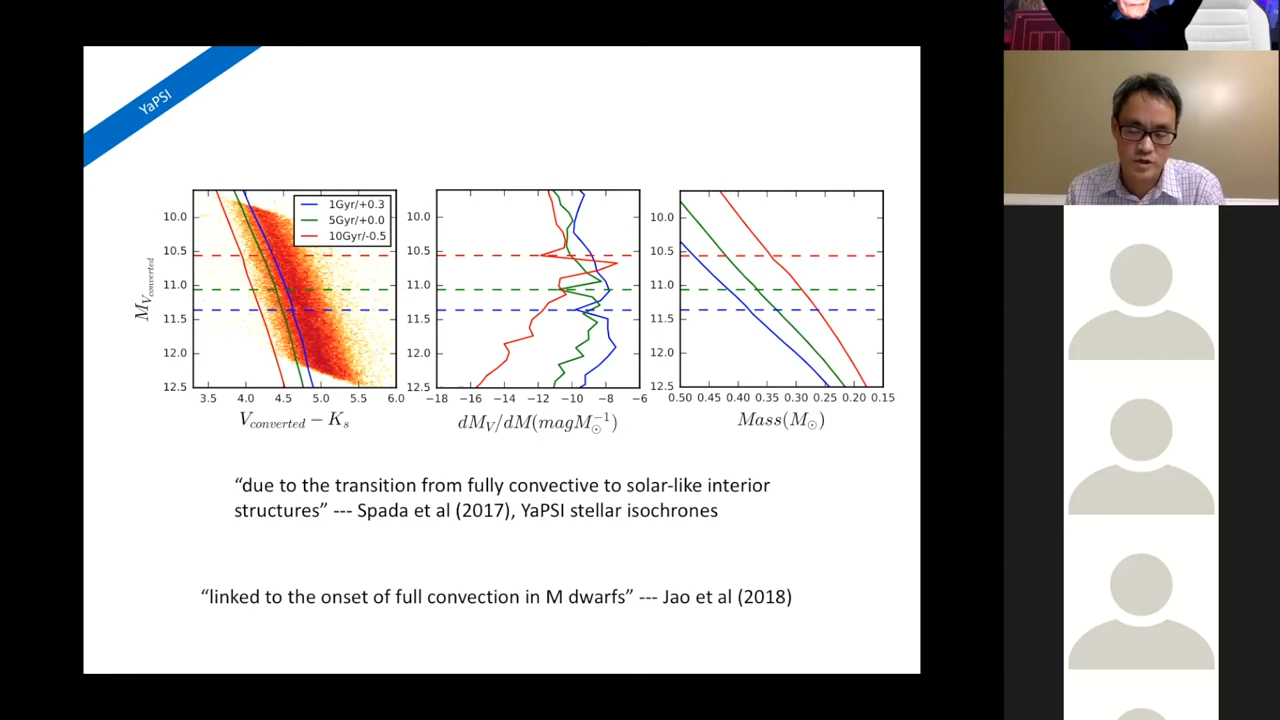 YaPSI
1Gyr/+0.3
5Gyr/+0.0
10Gyr/-0.5
10.0
10.5
11.0
11.5
12.0
12.5
M_{V_{converted}}
3.5 4.0 4.5 5.0 5.5 6.0
V_{converted} − K_s
10.0
10.5
11.0
11.5
12.0
12.5
−18 −16 −14 −12 −10 −8 −6
dM_V/dM(magM_⊙^{−1})
10.0
10.5
11.0
11.5
12.0
12.5
0.50 0.45 0.40 0.35 0.30 0.25 0.20 0.15
Mass(M_⊙)
“due to the transition from fully convective to solar-like interior
structures” --- Spada et al (2017), YaPSI stellar isochrones
“linked to the onset of full convection in M dwarfs” --- Jao et al (2018)